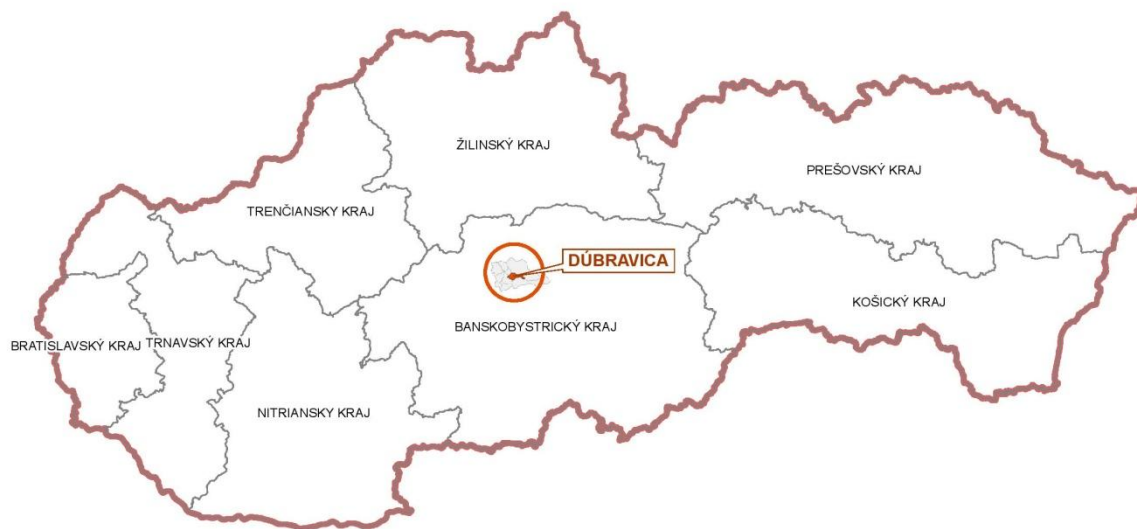 ŽILINSKÝ KRAJ
PREŠOVSKÝ KRAJ
TRENČIANSKY KRAJ
DÚBRAVICA
KOŠICKÝ KRAJ
BANSKOBYSTRICKÝ KRAJ
BRATISLAVSKÝ KRAJ
TRNAVSKÝ KRAJ
NITRIANSKY KRAJ